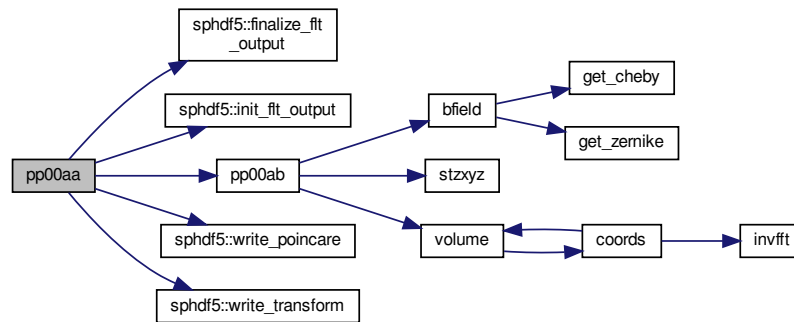 sphdf5::finalize_flt
_output
get_cheby
sphdf5::init_flt_output
bfield
get_zernike
pp00aa
pp00ab
stzxyz
sphdf5::write_poincare
volume
coords
invfft
sphdf5::write_transform